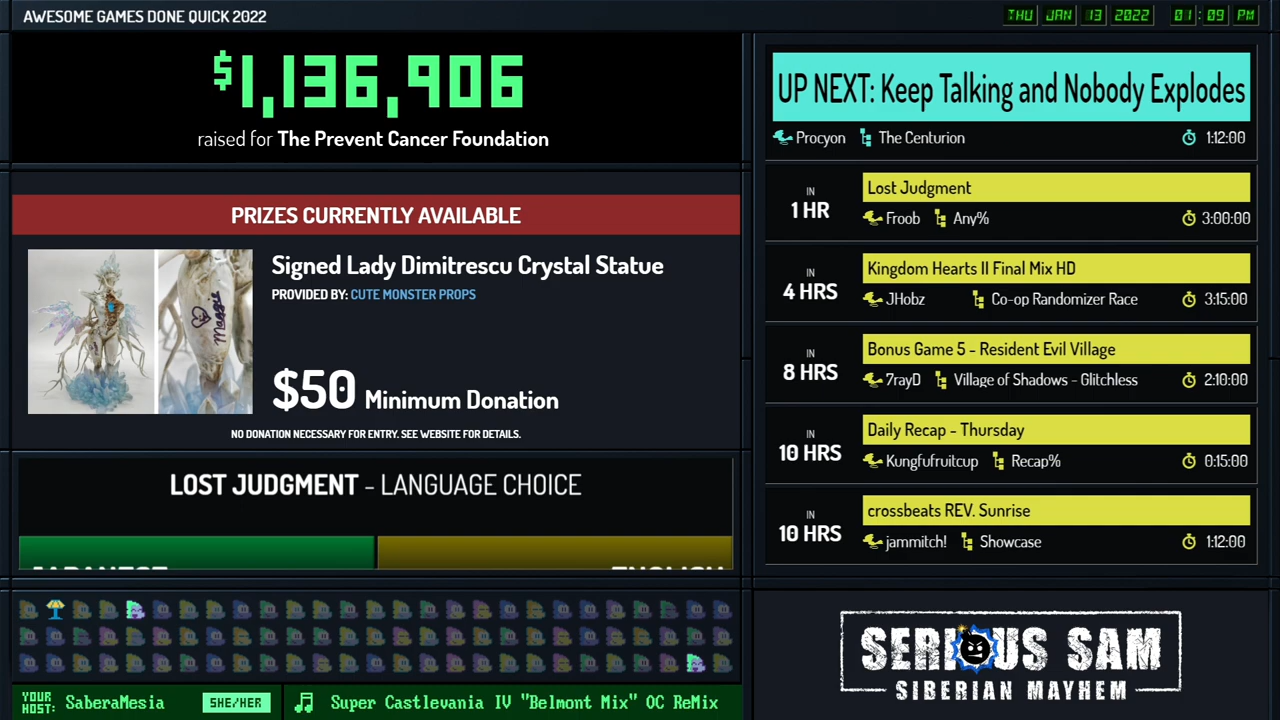 AWESOME GAMES DONE QUICK 2022
THU JAN 13 2022 01:09 PM
$1,136,906
raised for The Prevent Cancer Foundation
PRIZES CURRENTLY AVAILABLE
Signed Lady Dimitrescu Crystal Statue
PROVIDED BY: CUTE MONSTER PROPS
Maggie
$50 Minimum Donation
NO DONATION NECESSARY FOR ENTRY. SEE WEBSITE FOR DETAILS.
LOST JUDGMENT - LANGUAGE CHOICE
JAPANESE ENGLISH
UP NEXT: Keep Talking and Nobody Explodes
Procyon The Centurion 1:12:00
IN
1 HR
Lost Judgment
Froob Any% 3:00:00
IN
4 HRS
Kingdom Hearts II Final Mix HD
JHobz Co-op Randomizer Race 3:15:00
IN
8 HRS
Bonus Game 5 - Resident Evil Village
7rayD Village of Shadows - Glitchless 2:10:00
IN
10 HRS
Daily Recap - Thursday
Kungfufruitcup Recap% 0:15:00
IN
10 HRS
crossbeats REV. Sunrise
jammitch! Showcase 1:12:00
SERIOUS SAM
SIBERIAN MAYHEM
YOUR
HOST:
SaberaMesia SHE/HER
Super Castlevania IV "Belmont Mix" OC ReMix